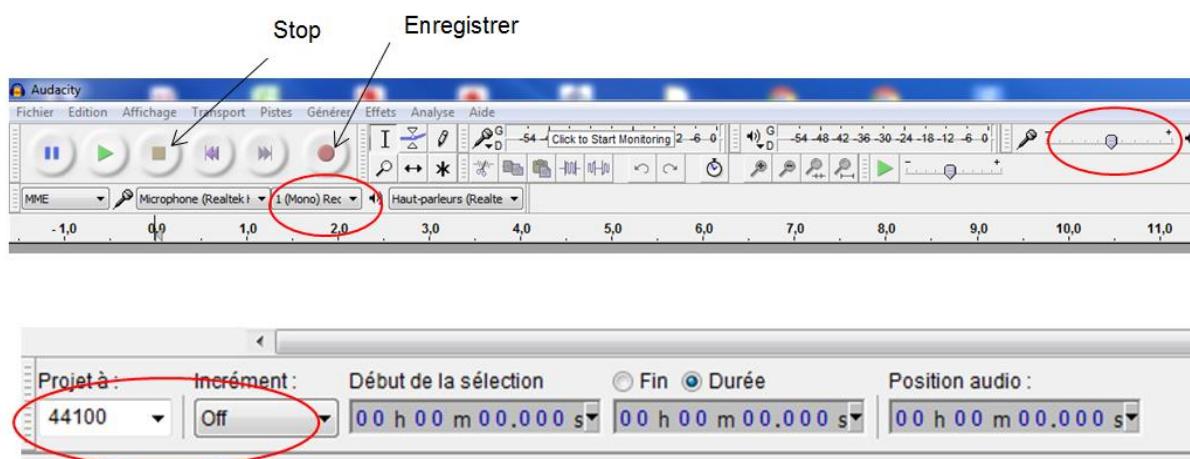 Stop Enregistrer
Audacity
Fichier Edition Affichage Transport Pistes Générer Effets Analyse Aide
G D -54 -4 Click to Start Monitoring 2 -6 0 G D -54 -48 -42 -36 -30 -24 -18 -12 -6 0 - +
- +
MME Microphone (Realtek 1 (Mono) Rec Haut-parleurs (Realte
-1,0 0,0 1,0 2,0 3,0 4,0 5,0 6,0 7,0 8,0 9,0 10,0 11,0
Projet à : Incrément : Début de la sélection Fin Durée Position audio :
44100 Off 00 h 00 m 00.000 s 00 h 00 m 00.000 s 00 h 00 m 00.000 s